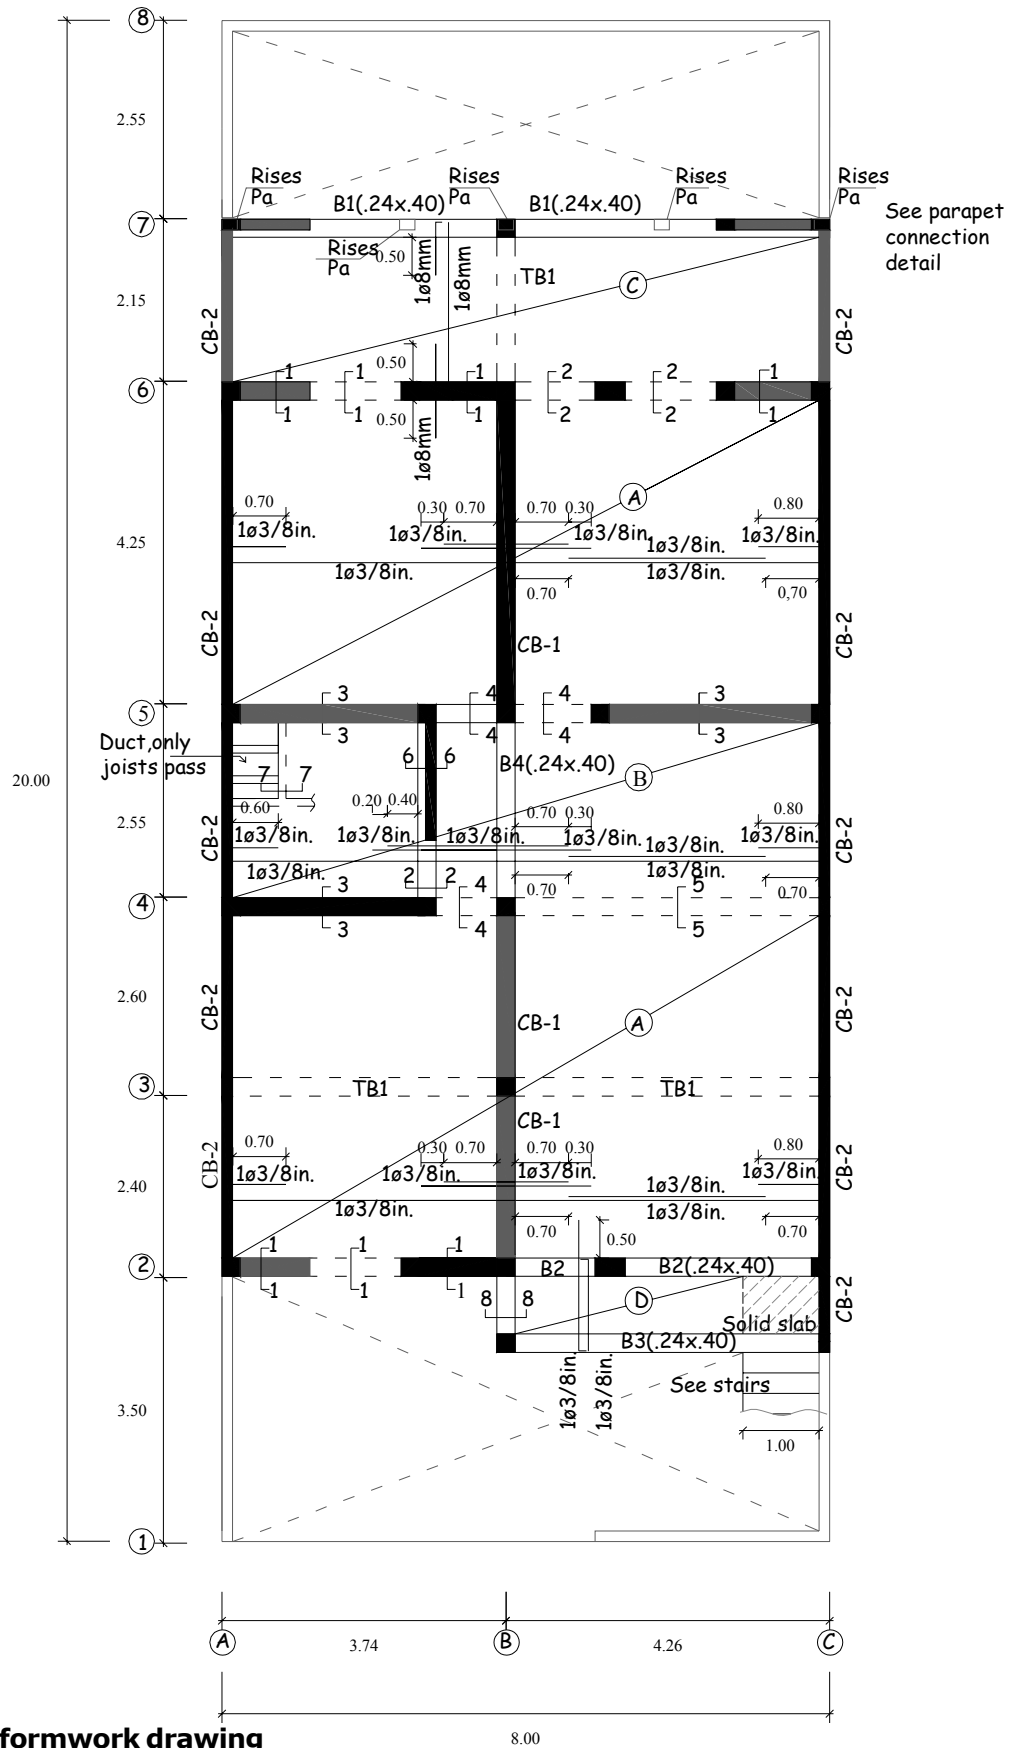 8
2.55
Rises
Pa
Rises
Pa
Rises
Pa
Rises
Pa
B1(.24x.40)
B1(.24x.40)
7
See parapet
connection
detail
Rises
Pa
0.50
1ø8mm
1ø8mm
TB1
C
2.15
CB-2
CB-2
0.50
1
1
1
2
2
1
6
1
1
1
2
2
1
0.50
1ø8mm
A
0.70
0.30
0.70
0.70
0.30
0.80
1ø3/8in.
1ø3/8in.
1ø3/8in.
1ø3/8in.
1ø3/8in.
4.25
1ø3/8in.
1ø3/8in.
0.70
0,70
CB-2
CB-1
CB-2
3
4
4
3
5
3
4
4
3
Duct,only
joists pass
6
6
B4(.24x.40)
B
7
7
20.00
0.60
0.20
0.40
0.70
0.30
0.80
2.55
CB-2
CB-2
1ø3/8in.
1ø3/8in.
1ø3/8in.
1ø3/8in.
1ø3/8in.
1ø3/8in.
1ø3/8in.
1ø3/8in.
2
2
0.70
0.70
3
4
5
4
3
4
5
2.60
CB-2
CB-1
A
CB-2
3
TB1
TB1
CB-1
0.70
0.30
0.70
0.70
0.30
0.80
CB-2
CB-2
1ø3/8in.
1ø3/8in.
1ø3/8in.
1ø3/8in.
1ø3/8in.
2.40
1ø3/8in.
1ø3/8in.
0.70
0.70
0.50
1
1
1
2
B2
B2(.24x.40)
1
1
1
CB-2
8
8
D
Solid slab
B3(.24x.40)
1ø3/8in.
1ø3/8in.
See stairs
3.50
1.00
1
A
3.74
B
4.26
C
8.00
formwork drawing